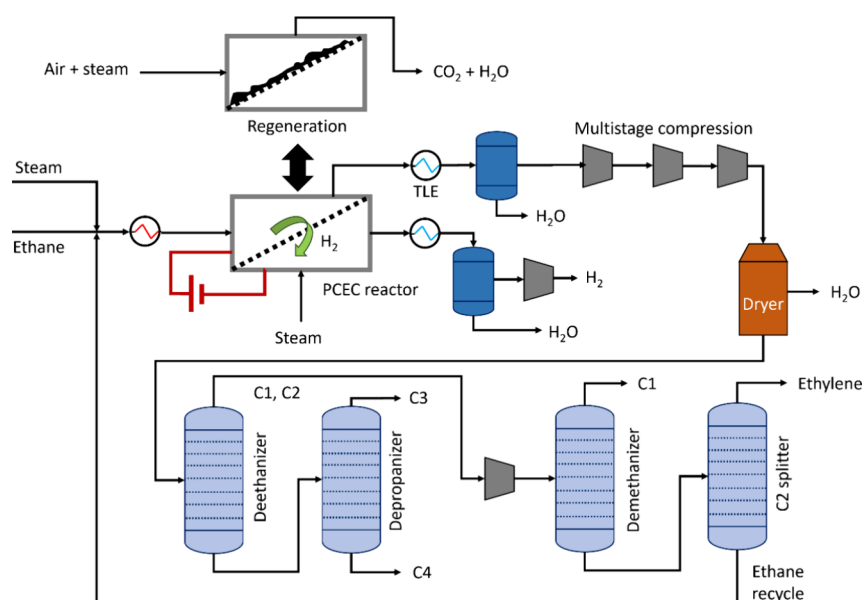 Air + steam
CO₂ + H₂O
Regeneration
Multistage compression
Steam
TLE
H₂O
Ethane
H₂
PCEC reactor
H₂
H₂O
Steam
Dryer
H₂O
C1, C2
C3
C1
Ethylene
Deethanizer
Depropanizer
Demethanizer
C2 splitter
C4
Ethane
recycle